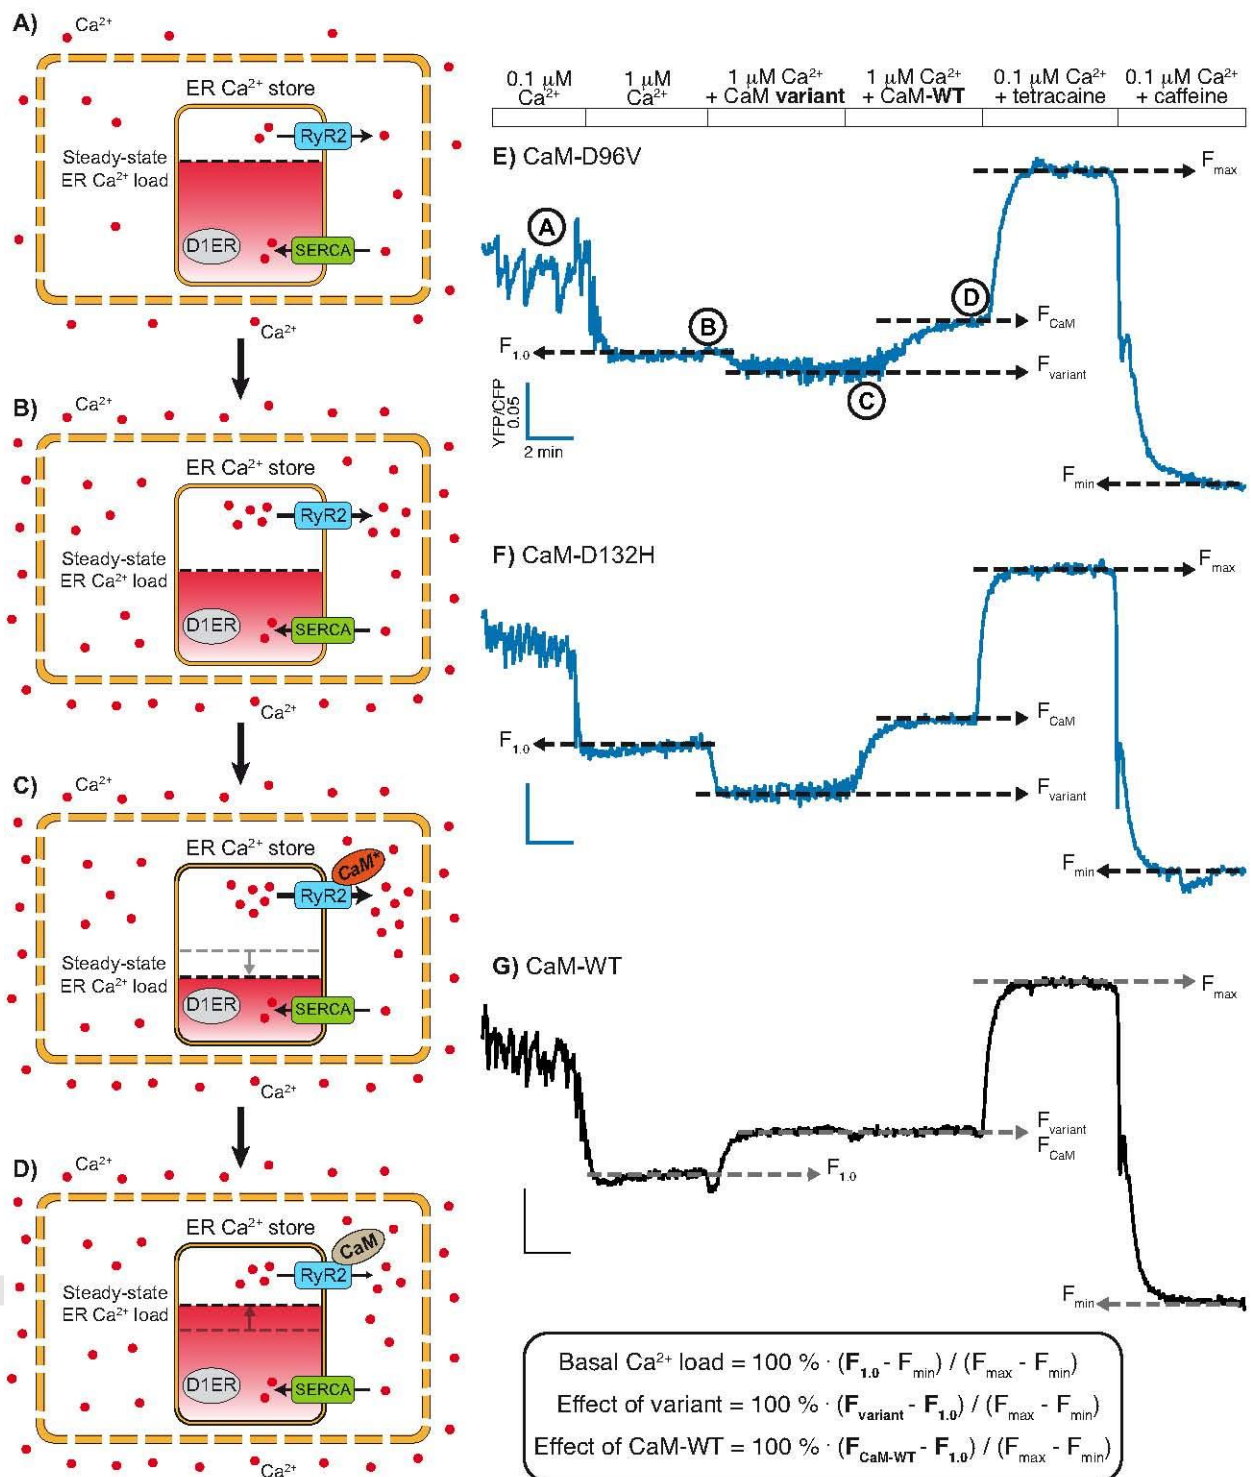 A)
Ca²⁺
ER Ca²⁺ store
RyR2
Steady-state
ER Ca²⁺ load
D1ER
SERCA
Ca²⁺
B)
Ca²⁺
ER Ca²⁺ store
RyR2
Steady-state
ER Ca²⁺ load
D1ER
SERCA
Ca²⁺
C)
Ca²⁺
ER Ca²⁺ store
CaM*
RyR2
Steady-state
ER Ca²⁺ load
D1ER
SERCA
Ca²⁺
D)
Ca²⁺
ER Ca²⁺ store
CaM
RyR2
Steady-state
ER Ca²⁺ load
D1ER
SERCA
Ca²⁺
0.1 µM
Ca²⁺
1 µM
Ca²⁺
1 µM Ca²⁺
+ CaM variant
1 µM Ca²⁺
+ CaM-WT
0.1 µM Ca²⁺
+ tetracaine
0.1 µM Ca²⁺
+ caffeine
E) CaM-D96V
Fmax
A
D
B
FCaM
F1.0
Fvariant
C
YFP/CFP
0.05
2 min
Fmin
F) CaM-D132H
Fmax
FCaM
F1.0
Fvariant
Fmin
G) CaM-WT
Fmax
Fvariant
FCaM
F1.0
Fmin
Basal Ca²⁺ load = 100 % · (F1.0 - Fmin) / (Fmax - Fmin)
Effect of variant = 100 % · (Fvariant - F1.0) / (Fmax - Fmin)
Effect of CaM-WT = 100 % · (FCaM-WT - F1.0) / (Fmax - Fmin)